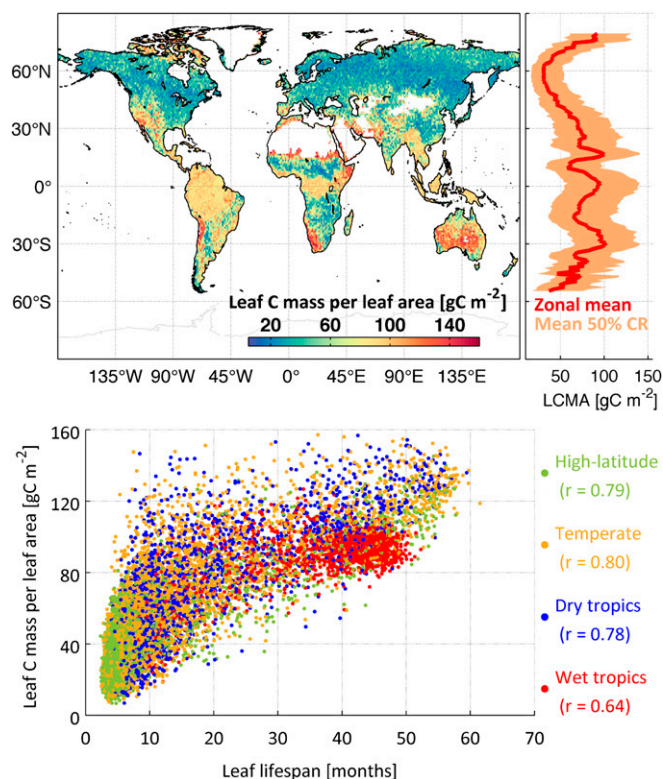 60°N
30°N
0°
30°S
60°S
Leaf C mass per leaf area [gC m⁻²]
20 60 100 140
135°W 90°W 45°W 0° 45°E 90°E 135°E
Zonal mean
Mean 50% CR
50 100 150
LCMA [gC m⁻²]
Leaf C mass per leaf area [gC m⁻²]
160
120
80
40
0
0 10 20 30 40 50 60 70
Leaf lifespan [months]
High-latitude
(r = 0.79)
Temperate
(r = 0.80)
Dry tropics
(r = 0.78)
Wet tropics
(r = 0.64)